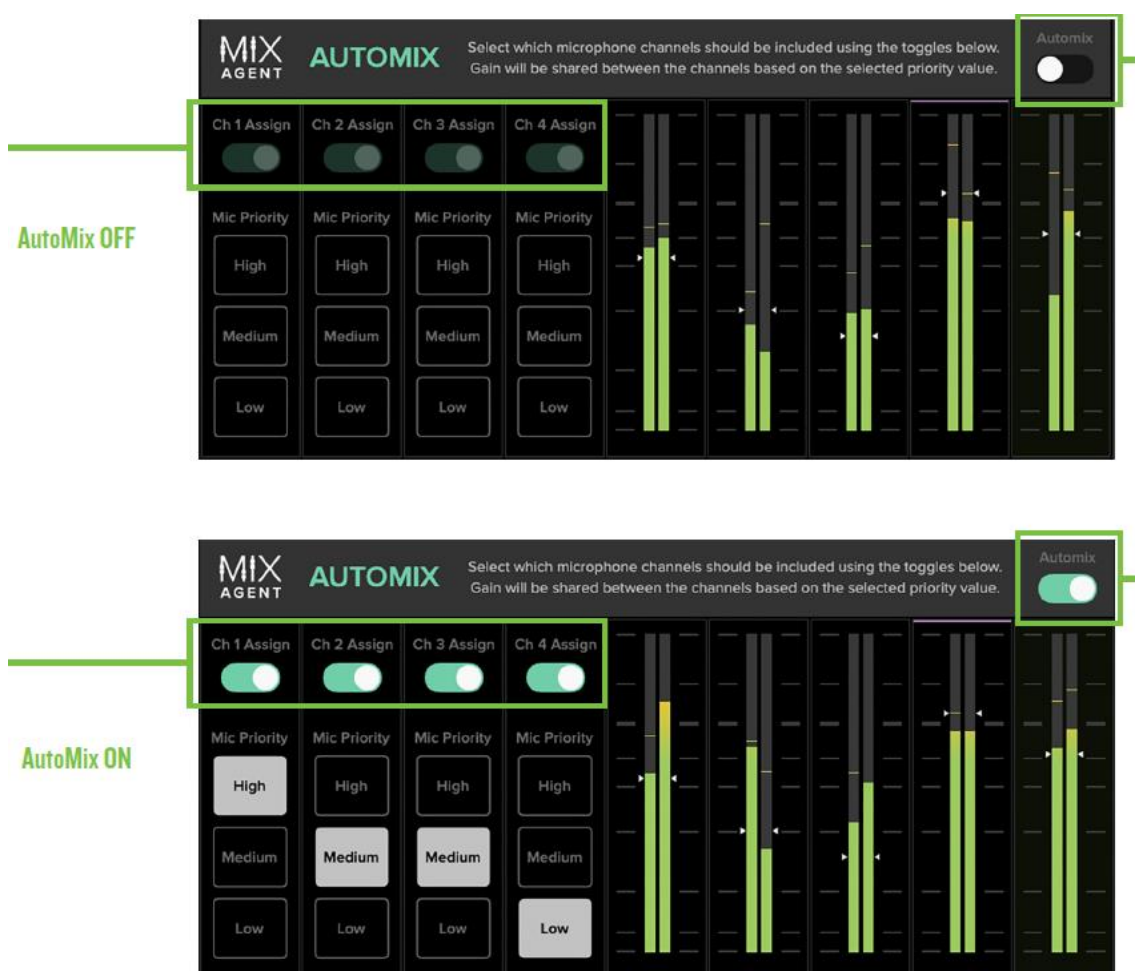 MIX
AGENT
AUTOMIX
Select which microphone channels should be included using the toggles below.
Gain will be shared between the channels based on the selected priority value.
Automix
Ch 1 Assign Ch 2 Assign Ch 3 Assign Ch 4 Assign
AutoMix OFF
Mic Priority Mic Priority Mic Priority Mic Priority
High High High High
Medium Medium Medium Medium
Low Low Low Low
MIX
AGENT
AUTOMIX
Select which microphone channels should be included using the toggles below.
Gain will be shared between the channels based on the selected priority value.
Automix
Ch 1 Assign Ch 2 Assign Ch 3 Assign Ch 4 Assign
AutoMix ON
Mic Priority Mic Priority Mic Priority Mic Priority
High High High High
Medium Medium Medium Medium
Low Low Low Low